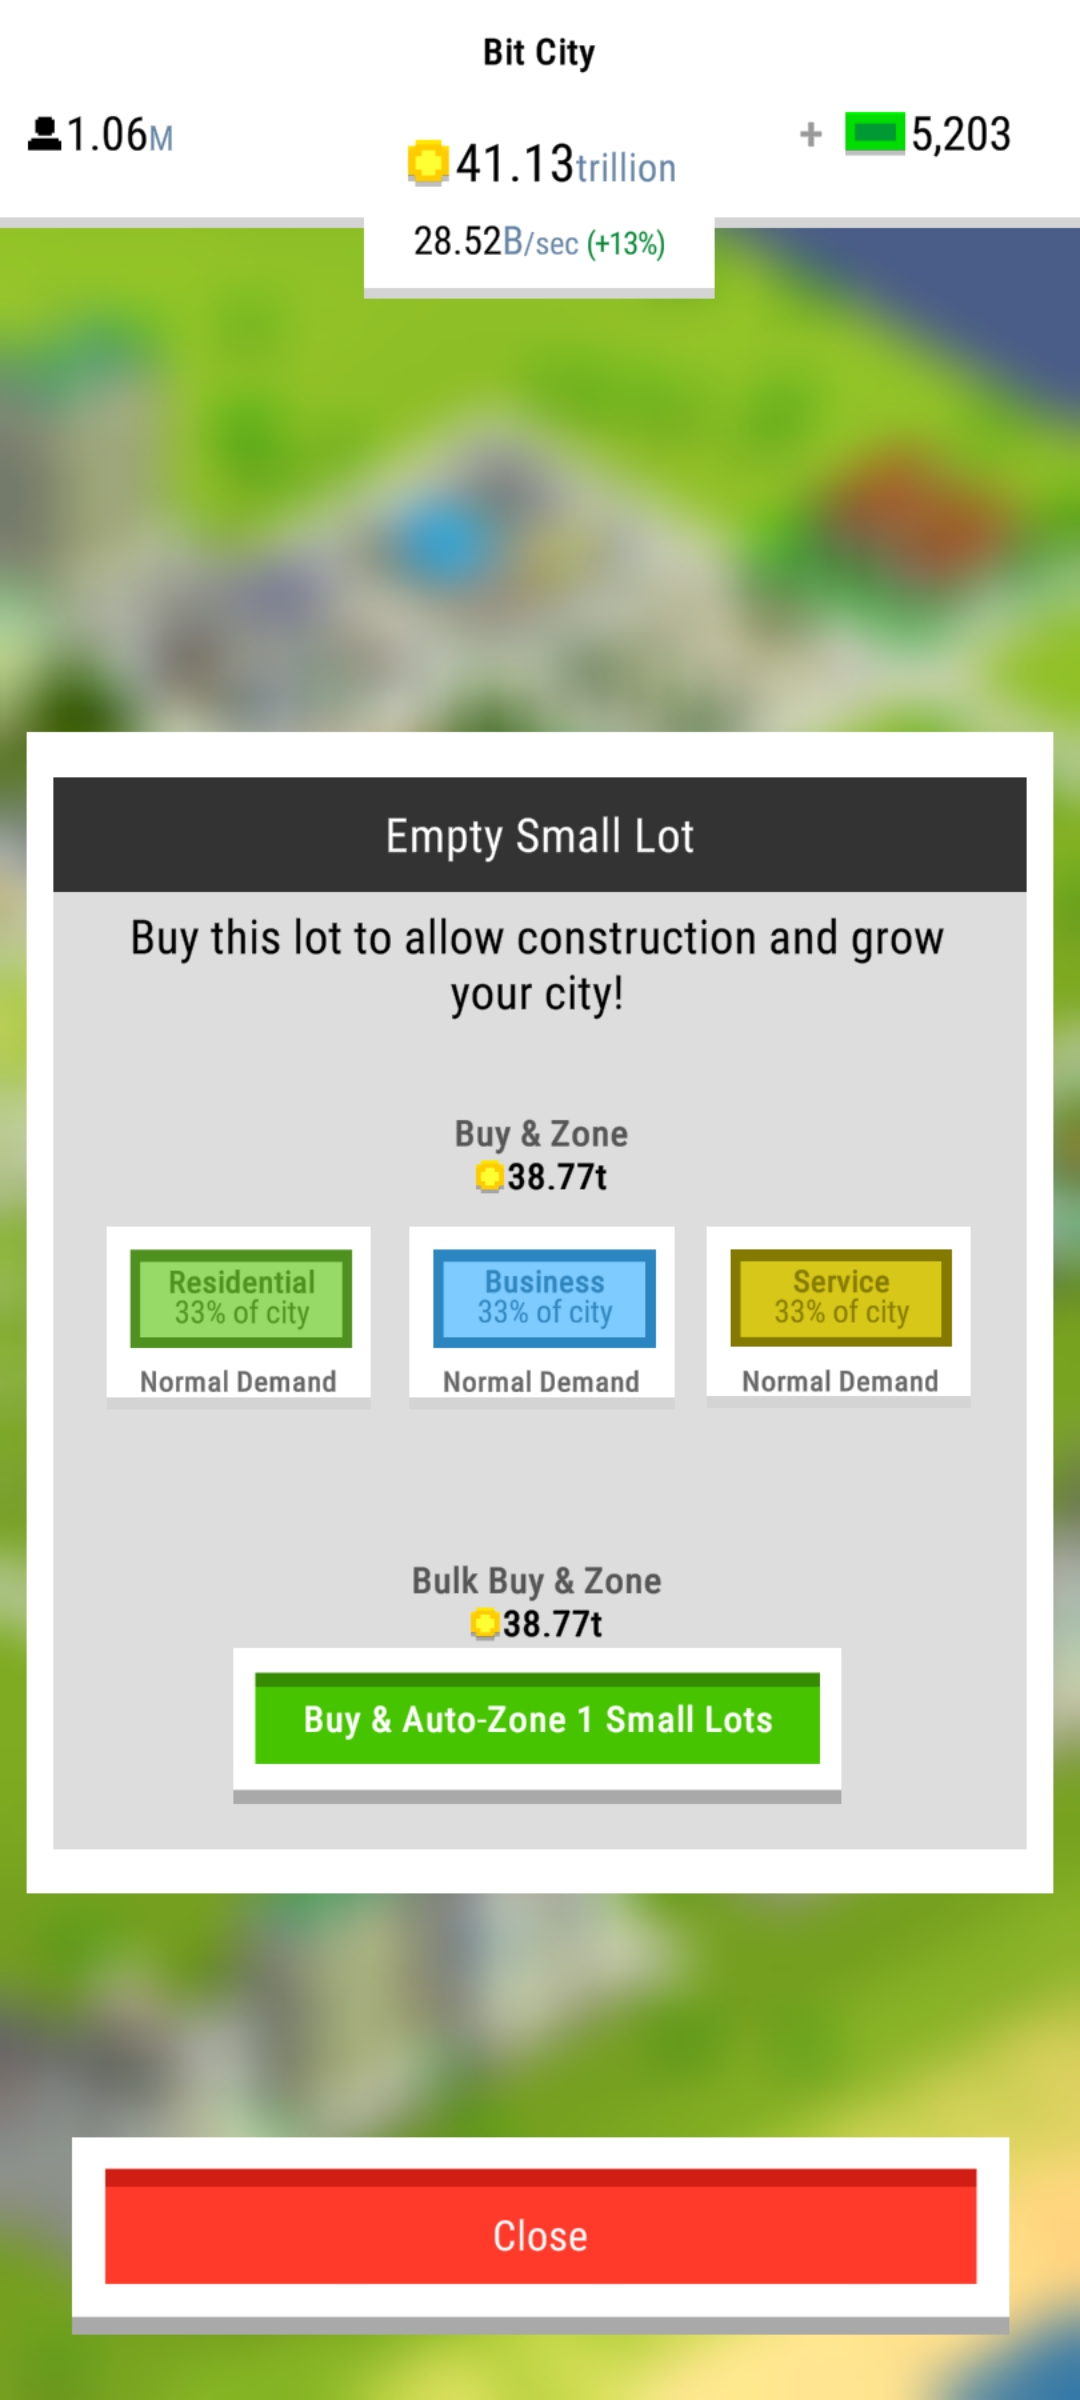 Bit City
1.06M
41.13trillion
+ 5,203
28.52B/sec (+13%)
Empty Small Lot
Buy this lot to allow construction and grow
your city!
Buy & Zone
38.77t
Residential
33% of city
Normal Demand
Business
33% of city
Normal Demand
Service
33% of city
Normal Demand
Bulk Buy & Zone
38.77t
Buy & Auto-Zone 1 Small Lots
Close